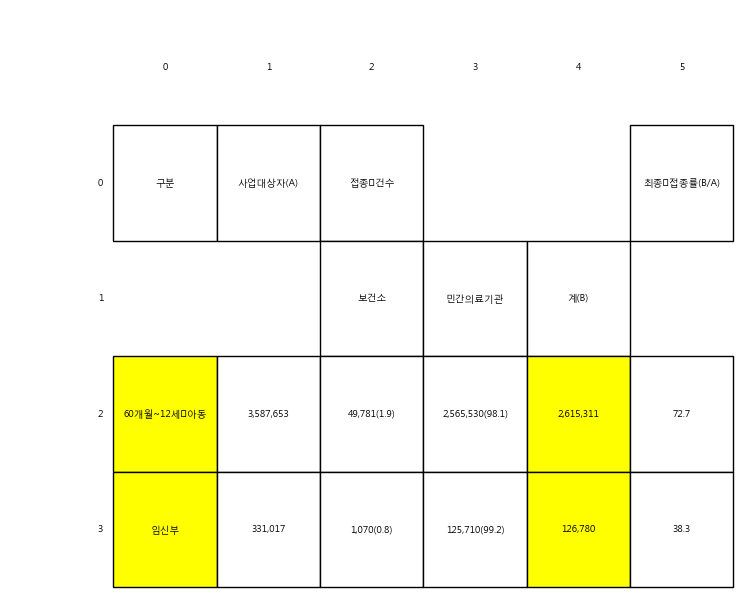 0 1 2 3 4 5
0 구분 사업대상자(A) 접종▯건수 최종▯접종률(B/A)
1 보건소 민간의료기관 계(B)
2 60개월~12세▯아동 3,587,653 49,781(1.9) 2,565,530(98.1) 2,615,311 72.7
3 임신부 331,017 1,070(0.8) 125,710(99.2) 126,780 38.3